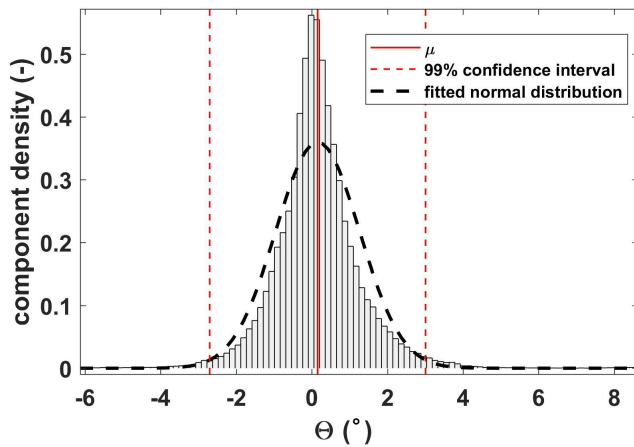 μ
99% confidence interval
fitted normal distribution
component density (-)
0.5
0.4
0.3
0.2
0.1
0
-6 -4 -2 0 2 4 6 8
Θ (°)